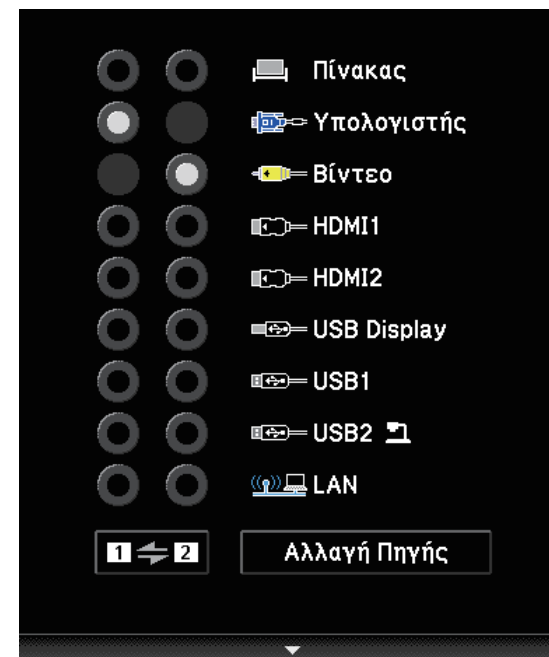 Πίνακας
Υπολογιστής
Βίντεο
HDMI1
HDMI2
USB Display
USB1
USB2
LAN
1 2 Αλλαγή Πηγής